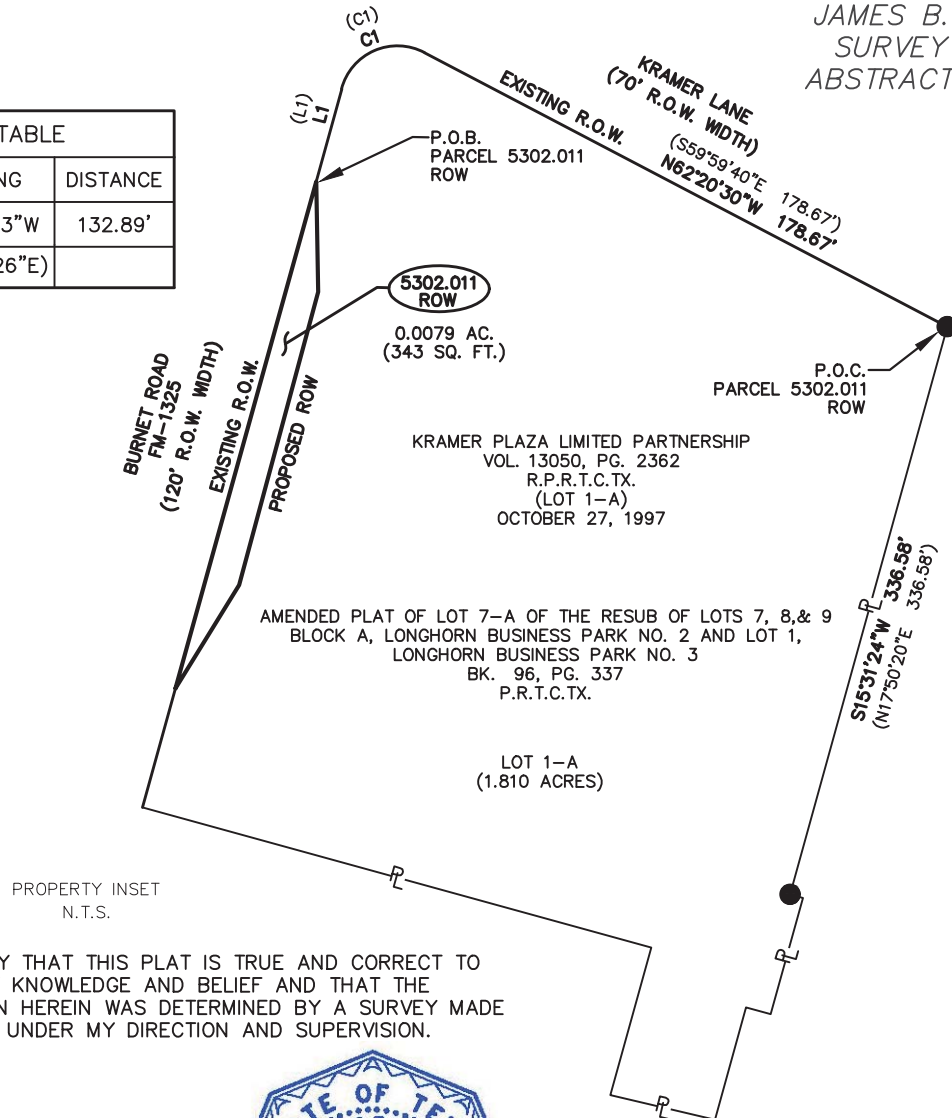 JAMES B.
SURVEY
ABSTRACT
TABLE
NG
DISTANCE
3"W
132.89'
26"E)
(C1)
C1
(L1)
L1
P.O.B.
PARCEL 5302.011
ROW
EXISTING R.O.W.
KRAMER LANE
(70' R.O.W. WIDTH)
(S59°59'40"E 178.67')
N62°20'30"W 178.67'
5302.011
ROW
0.0079 AC.
(343 SQ. FT.)
P.O.C.
PARCEL 5302.011
ROW
BURNET ROAD
FM-1325
(120' R.O.W. WIDTH)
EXISTING R.O.W.
PROPOSED ROW
KRAMER PLAZA LIMITED PARTNERSHIP
VOL. 13050, PG. 2362
R.P.R.T.C.TX.
(LOT 1-A)
OCTOBER 27, 1997
AMENDED PLAT OF LOT 7-A OF THE RESUB OF LOTS 7, 8,& 9
BLOCK A, LONGHORN BUSINESS PARK NO. 2 AND LOT 1,
LONGHORN BUSINESS PARK NO. 3
BK. 96, PG. 337
P.R.T.C.TX.
PL
S15°31'24"W 336.58'
(N17°50'20"E 336.58')
LOT 1-A
(1.810 ACRES)
PL
PROPERTY INSET
N.T.S.
PL
Y THAT THIS PLAT IS TRUE AND CORRECT TO
KNOWLEDGE AND BELIEF AND THAT THE
N HEREIN WAS DETERMINED BY A SURVEY MADE
UNDER MY DIRECTION AND SUPERVISION.
TE OF TE
PL